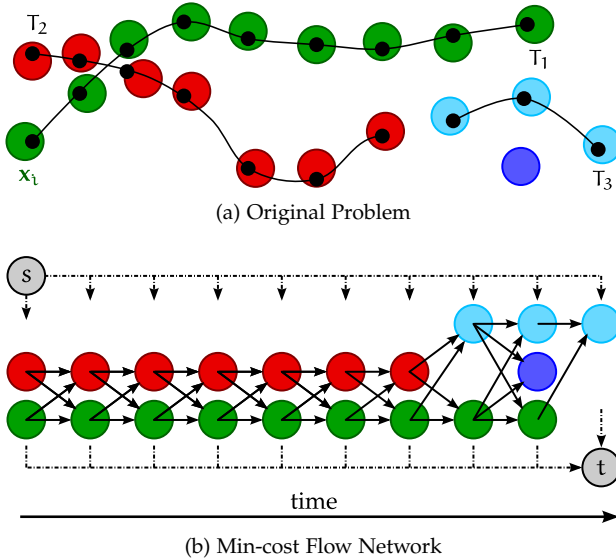 T₂
T₁
xᵢ
T₃
(a) Original Problem
s
t
time
(b) Min-cost Flow Network